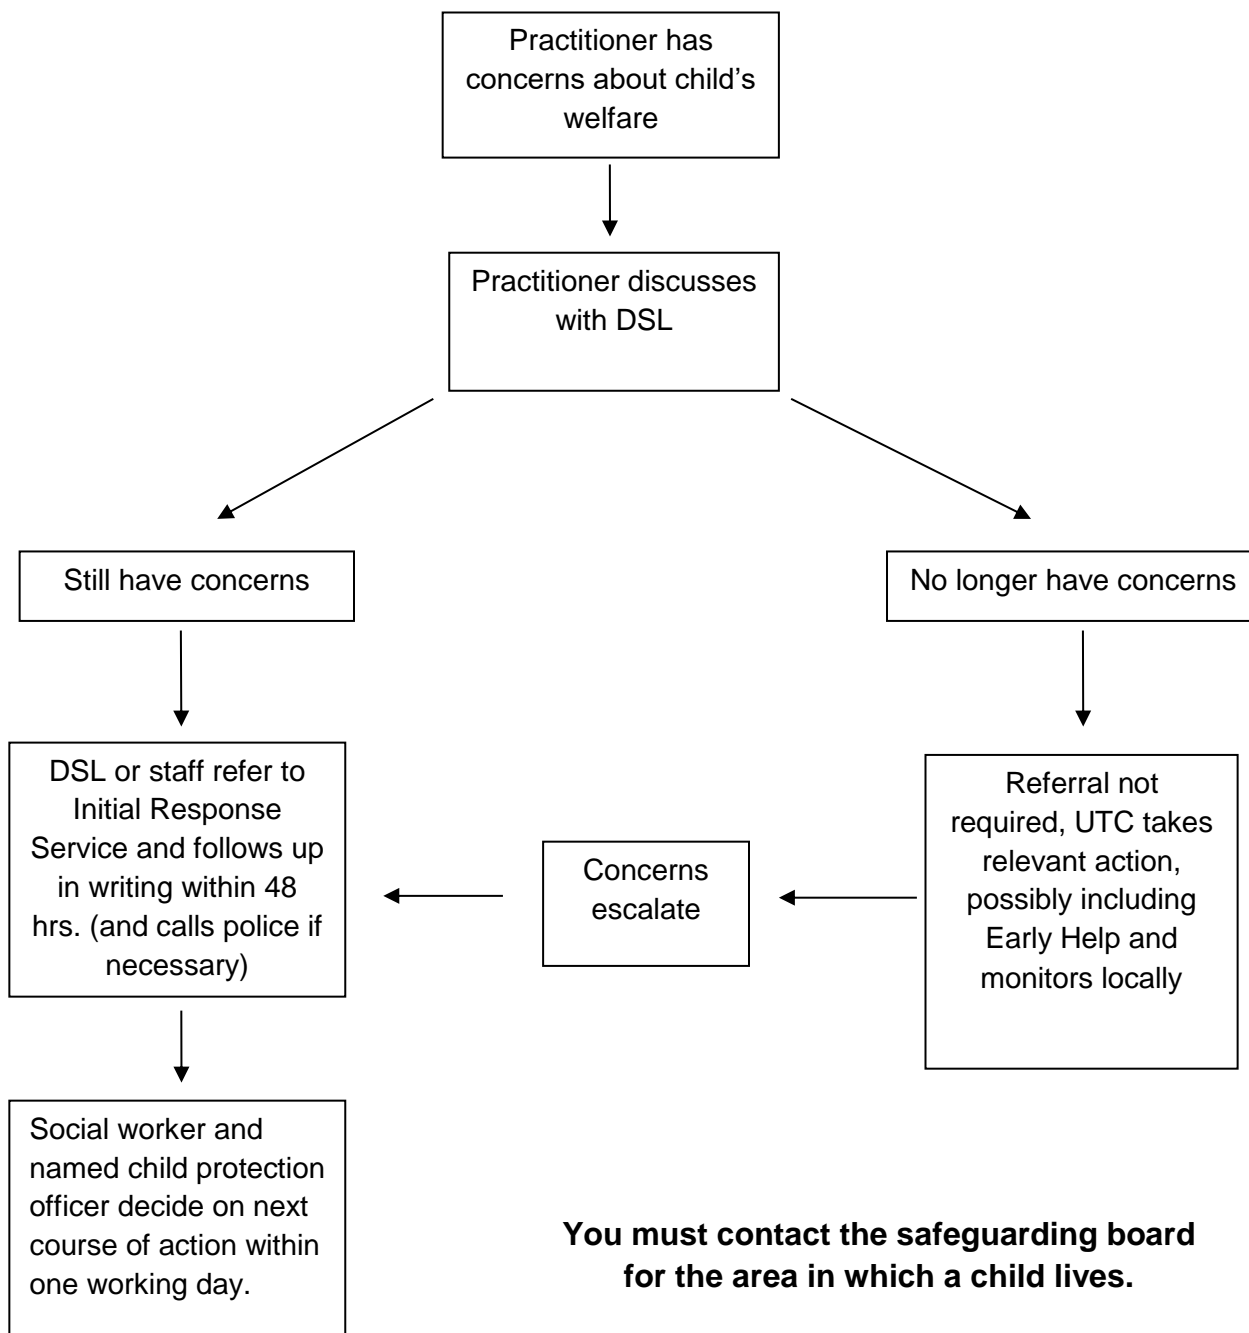 Practitioner has
concerns about child’s
welfare
Practitioner discusses
with DSL
Still have concerns
No longer have concerns
DSL or staff refer to
Initial Response
Service and follows up
in writing within 48
hrs. (and calls police if
necessary)
Concerns
escalate
Referral not
required, UTC takes
relevant action,
possibly including
Early Help and
monitors locally
Social worker and
named child protection
officer decide on next
course of action within
one working day.
You must contact the safeguarding board
for the area in which a child lives.